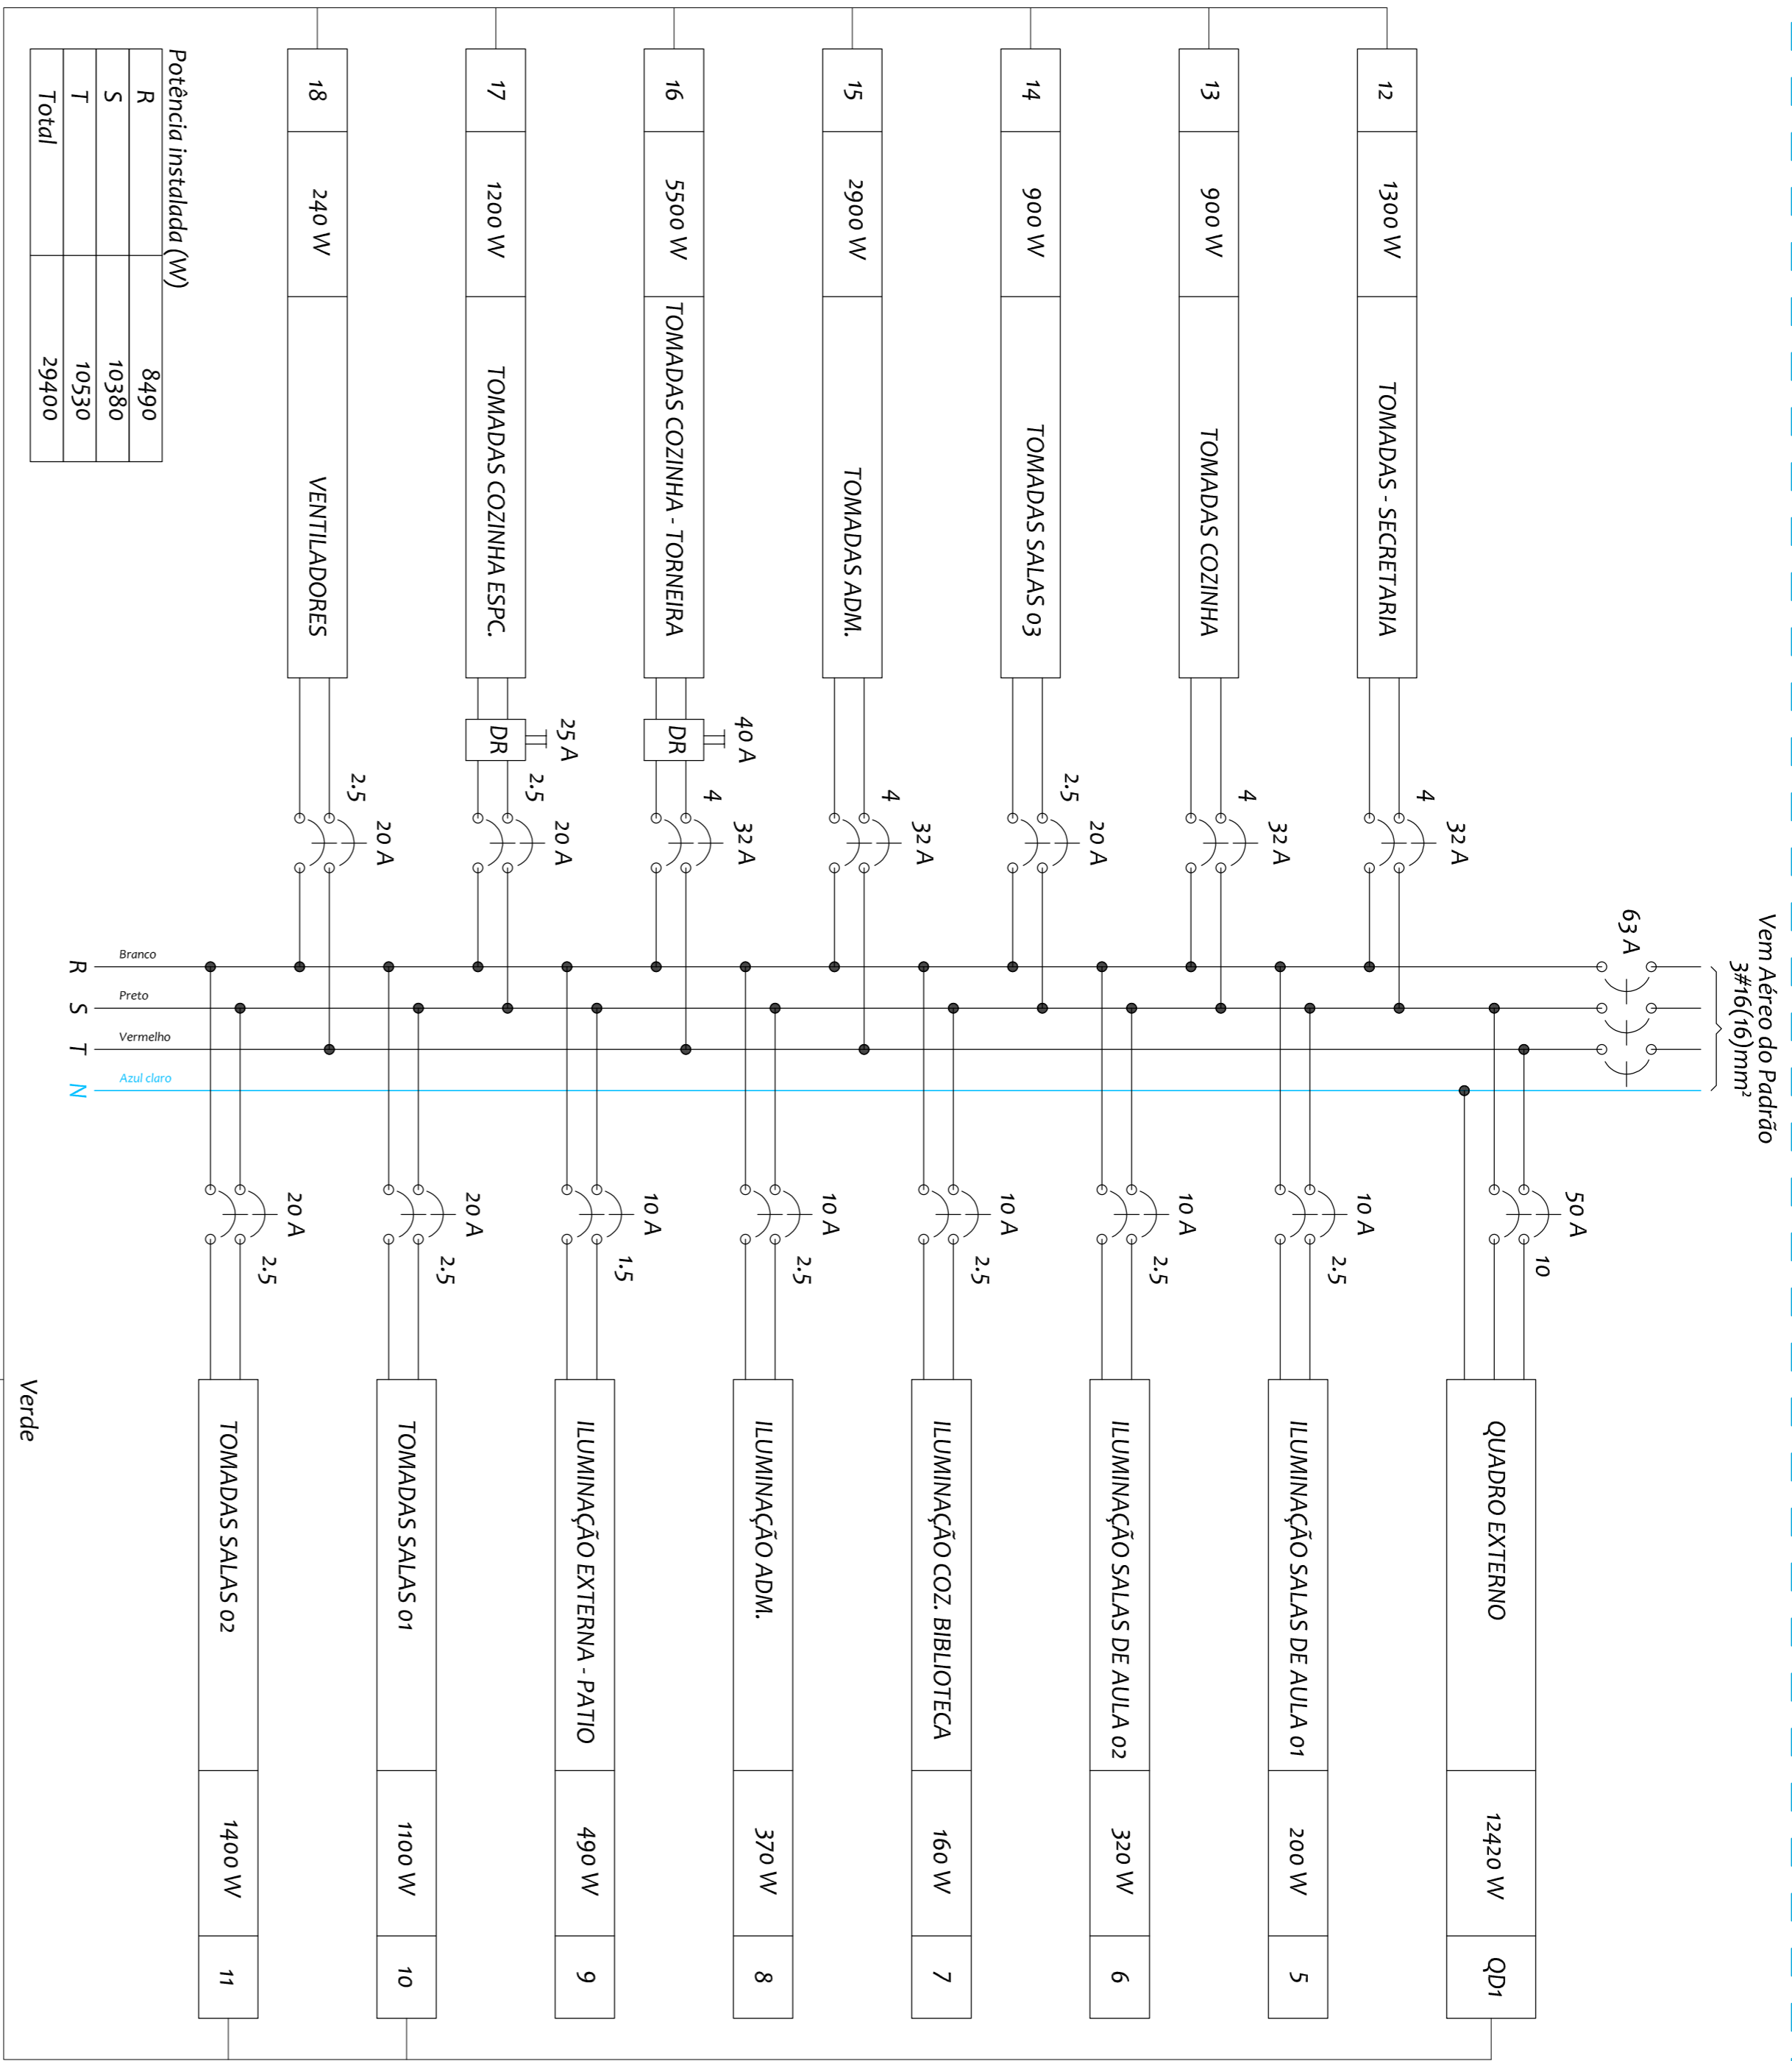 Vem Aéreo do Padrão
3#16(16)mm²
63 A
50 A
10
QUADRO EXTERNO
12420 W
QD1
12
1300 W
TOMADAS - SECRETARIA
4
32 A
10 A
2.5
ILUMINAÇÃO SALAS DE AULA 01
200 W
5
13
900 W
TOMADAS COZINHA
4
32 A
10 A
2.5
ILUMINAÇÃO SALAS DE AULA 02
320 W
6
14
900 W
TOMADAS SALAS 03
2.5
20 A
10 A
2.5
ILUMINAÇÃO COZ. BIBLIOTECA
160 W
7
15
2900 W
TOMADAS ADM.
4
32 A
10 A
2.5
ILUMINAÇÃO ADM.
370 W
8
16
5500 W
TOMADAS COZINHA - TORNEIRA
DR
40 A
4
32 A
10 A
1.5
ILUMINAÇÃO EXTERNA - PATIO
490 W
9
17
1200 W
TOMADAS COZINHA ESPC.
DR
25 A
2.5
20 A
20 A
2.5
TOMADAS SALAS 01
1100 W
10
18
240 W
VENTILADORES
2.5
20 A
20 A
2.5
TOMADAS SALAS 02
1400 W
11
R
Branco
S
Preto
T
Vermelho
N
Azul claro
Potência instalada (W)
R 8490
S 10380
T 10530
Total 29400
Verde